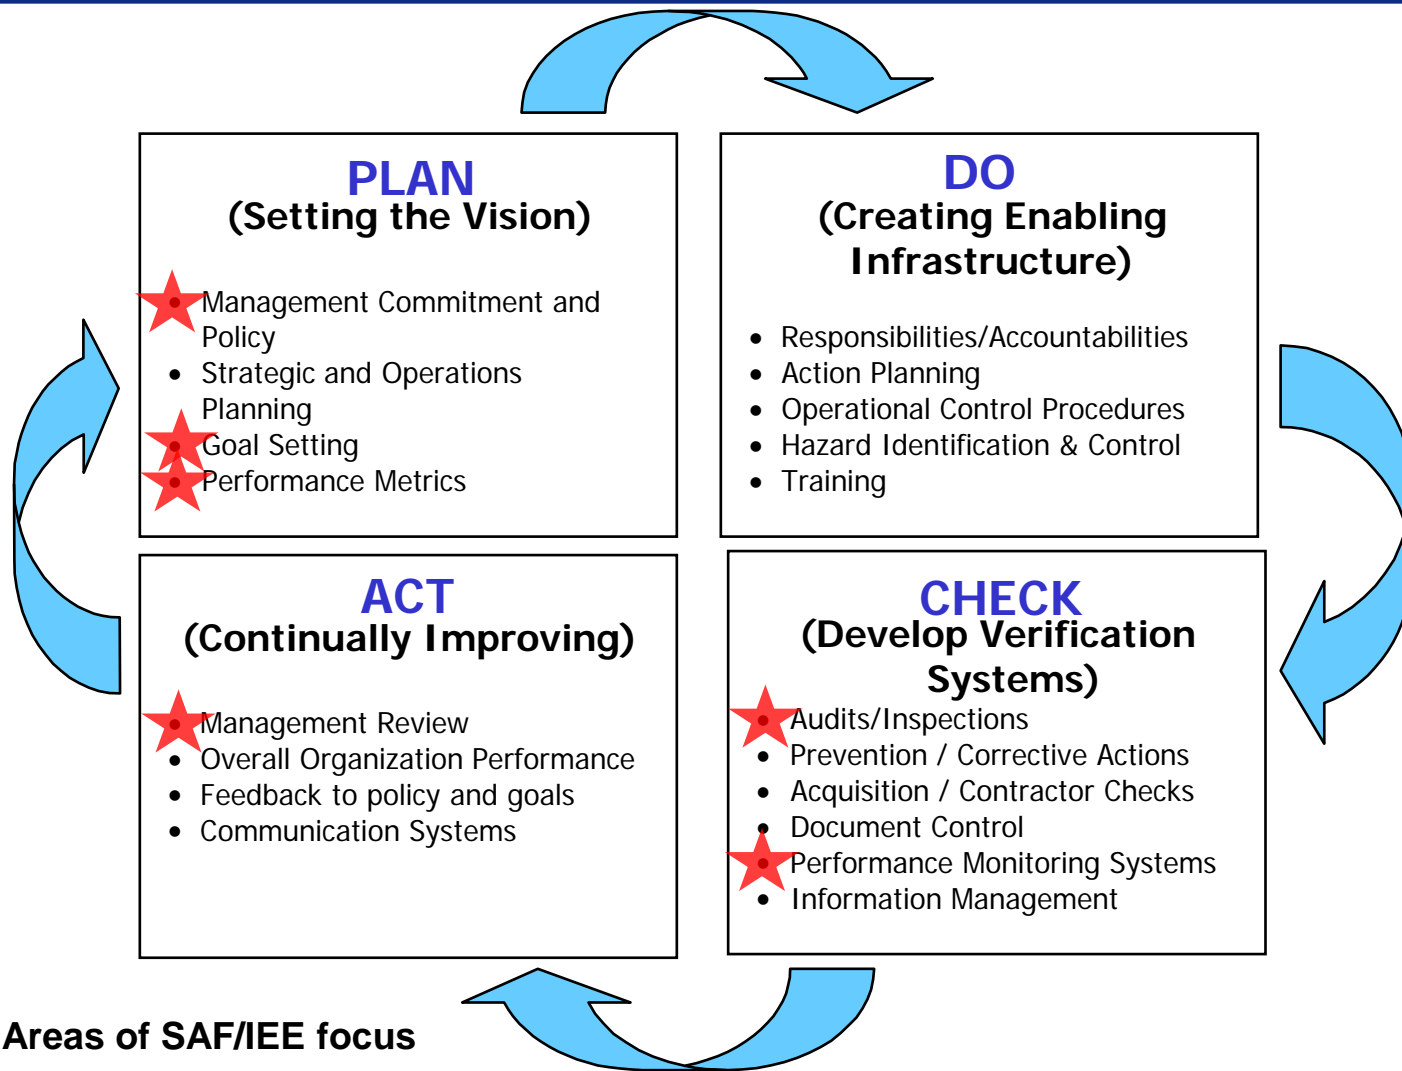 PLAN
(Setting the Vision)
• Management Commitment and
Policy
• Strategic and Operations
Planning
• Goal Setting
• Performance Metrics
DO
(Creating Enabling
Infrastructure)
• Responsibilities/Accountabilities
• Action Planning
• Operational Control Procedures
• Hazard Identification & Control
• Training
ACT
(Continually Improving)
• Management Review
• Overall Organization Performance
• Feedback to policy and goals
• Communication Systems
CHECK
(Develop Verification
Systems)
• Audits/Inspections
• Prevention / Corrective Actions
• Acquisition / Contractor Checks
• Document Control
• Performance Monitoring Systems
• Information Management
Areas of SAF/IEE focus